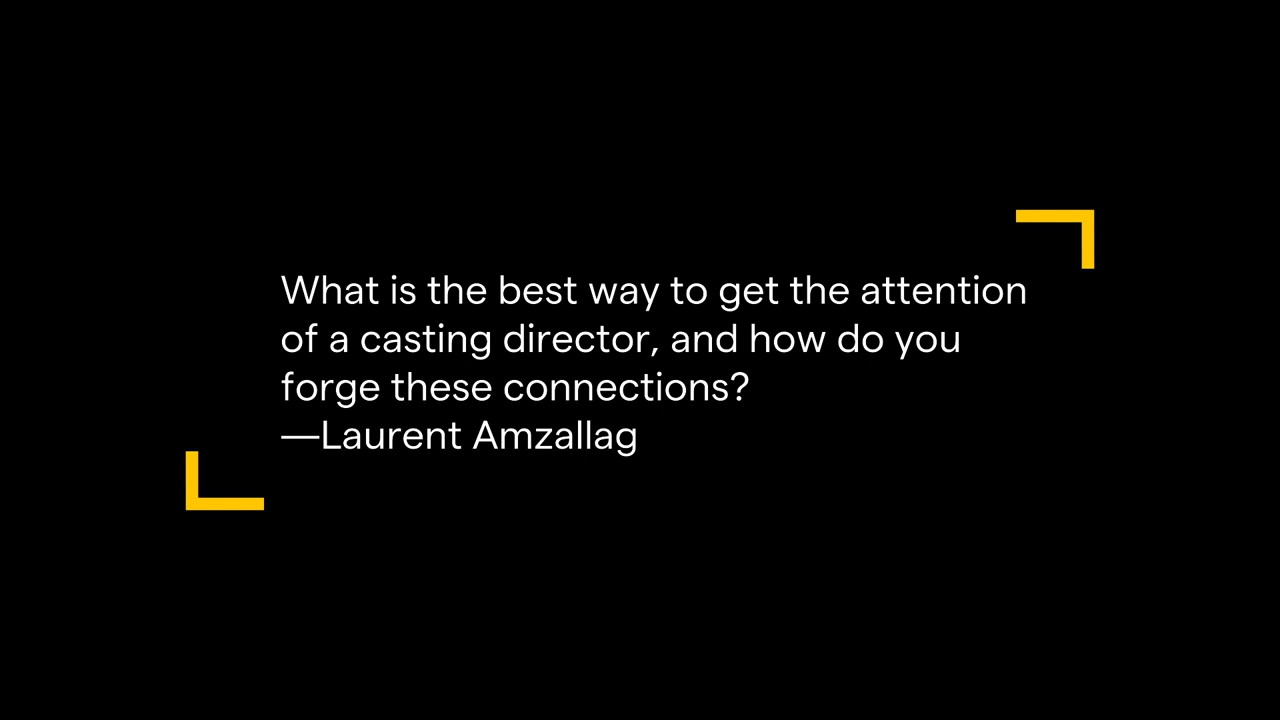 What is the best way to get the attention
of a casting director, and how do you
forge these connections?
—Laurent Amzallag